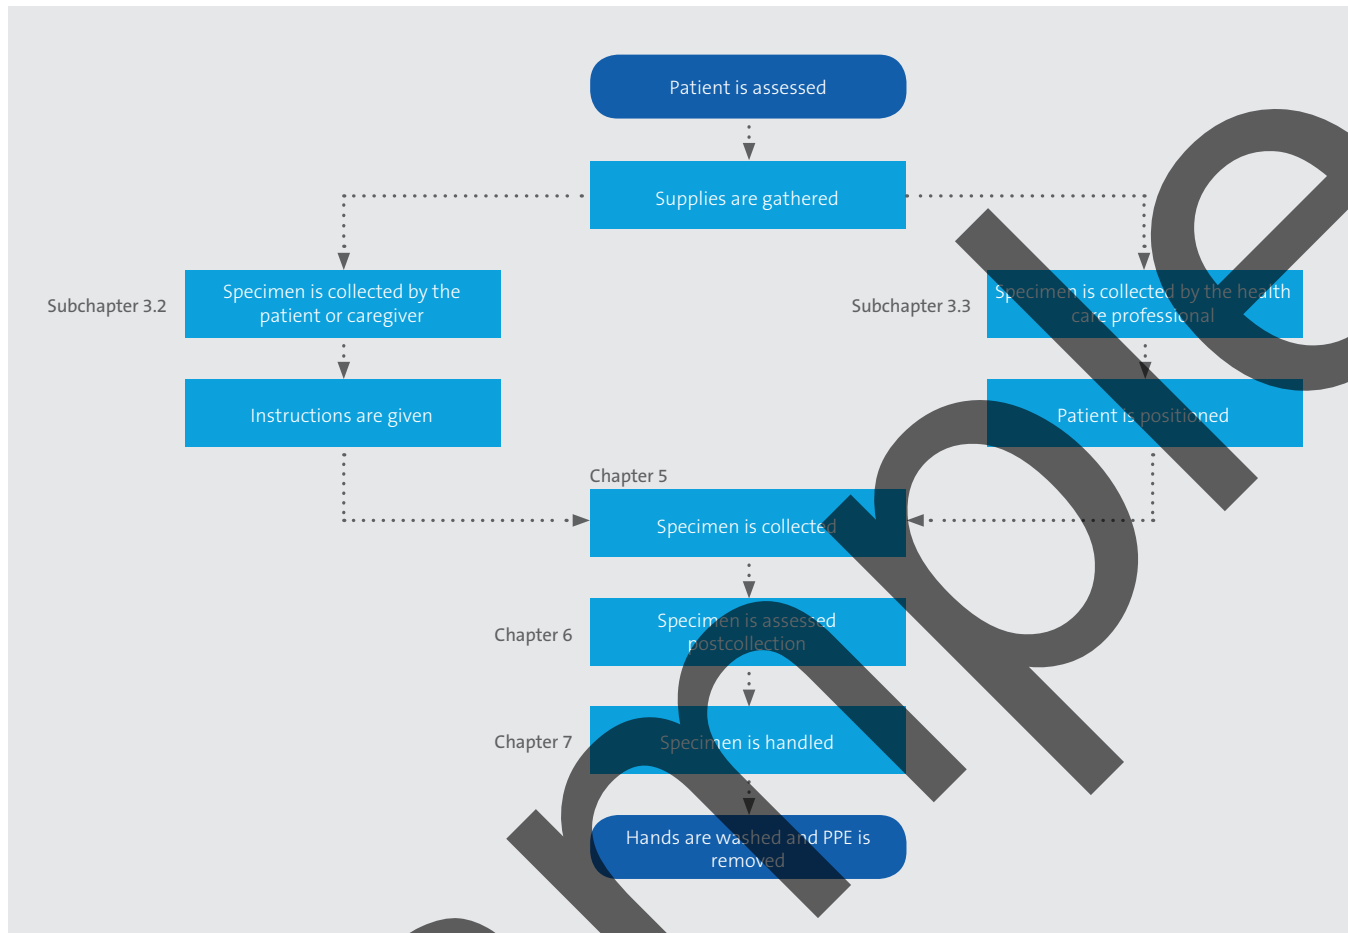 Patient is assessed
Supplies are gathered
Subchapter 3.2
Specimen is collected by the
patient or caregiver
Subchapter 3.3
Specimen is collected by the health
care professional
Instructions are given
Patient is positioned
Chapter 5
Specimen is collected
Chapter 6
Specimen is assessed
postcollection
Chapter 7
Specimen is handled
Hands are washed and PPE is
removed
mple